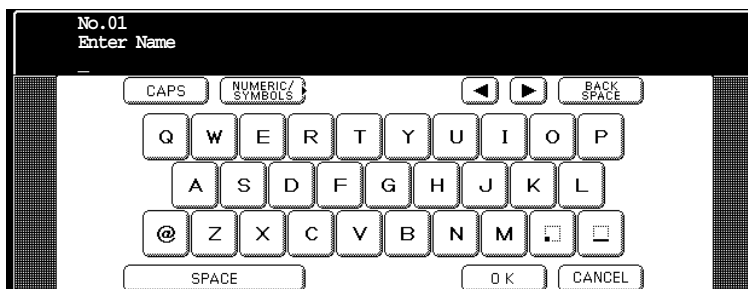 No.01
Enter Name
_
CAPS NUMERIC/ SYMBOLS ◀ ▶ BACK SPACE
Q W E R T Y U I O P
A S D F G H J K L
@ Z X C V B N M . _
SPACE OK CANCEL